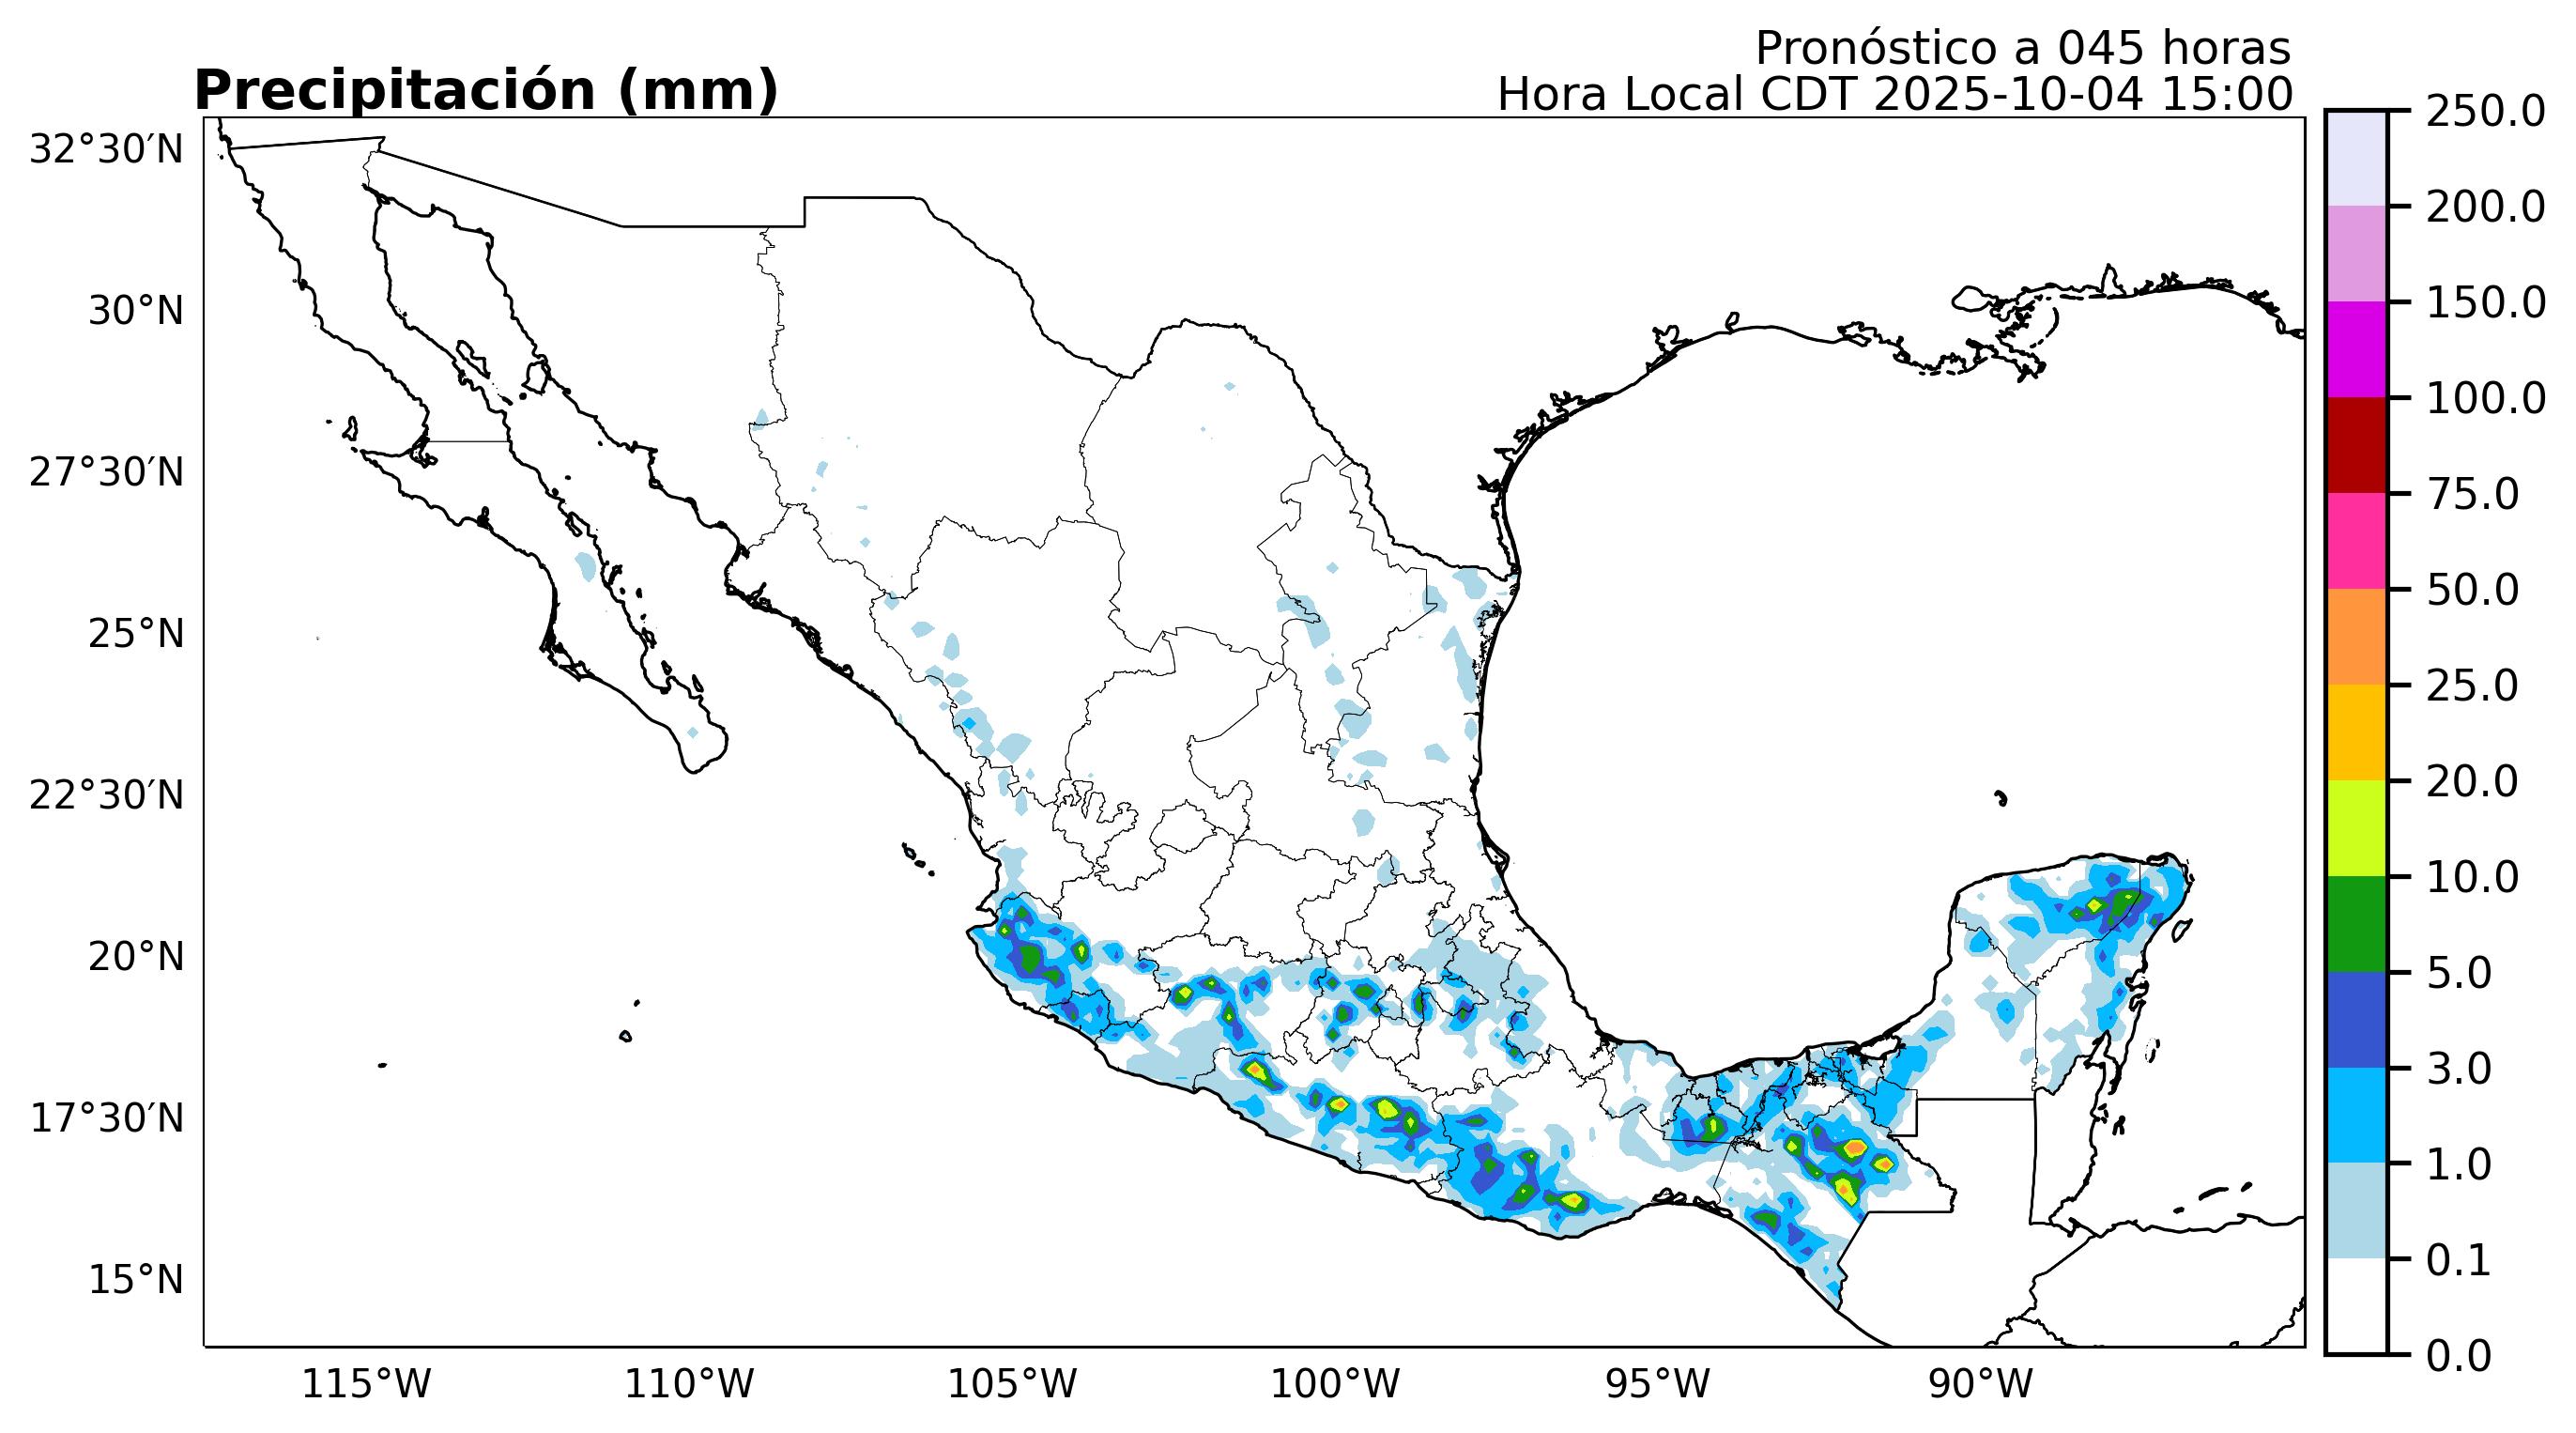 Pronóstico a 045 horas
Precipitación (mm)
Hora Local CDT 2025-10-04 15:00
32°30′N
30°N
27°30′N
25°N
22°30′N
20°N
17°30′N
15°N
115°W
110°W
105°W
100°W
95°W
90°W
250.0
200.0
150.0
100.0
75.0
50.0
25.0
20.0
10.0
5.0
3.0
1.0
0.1
0.0